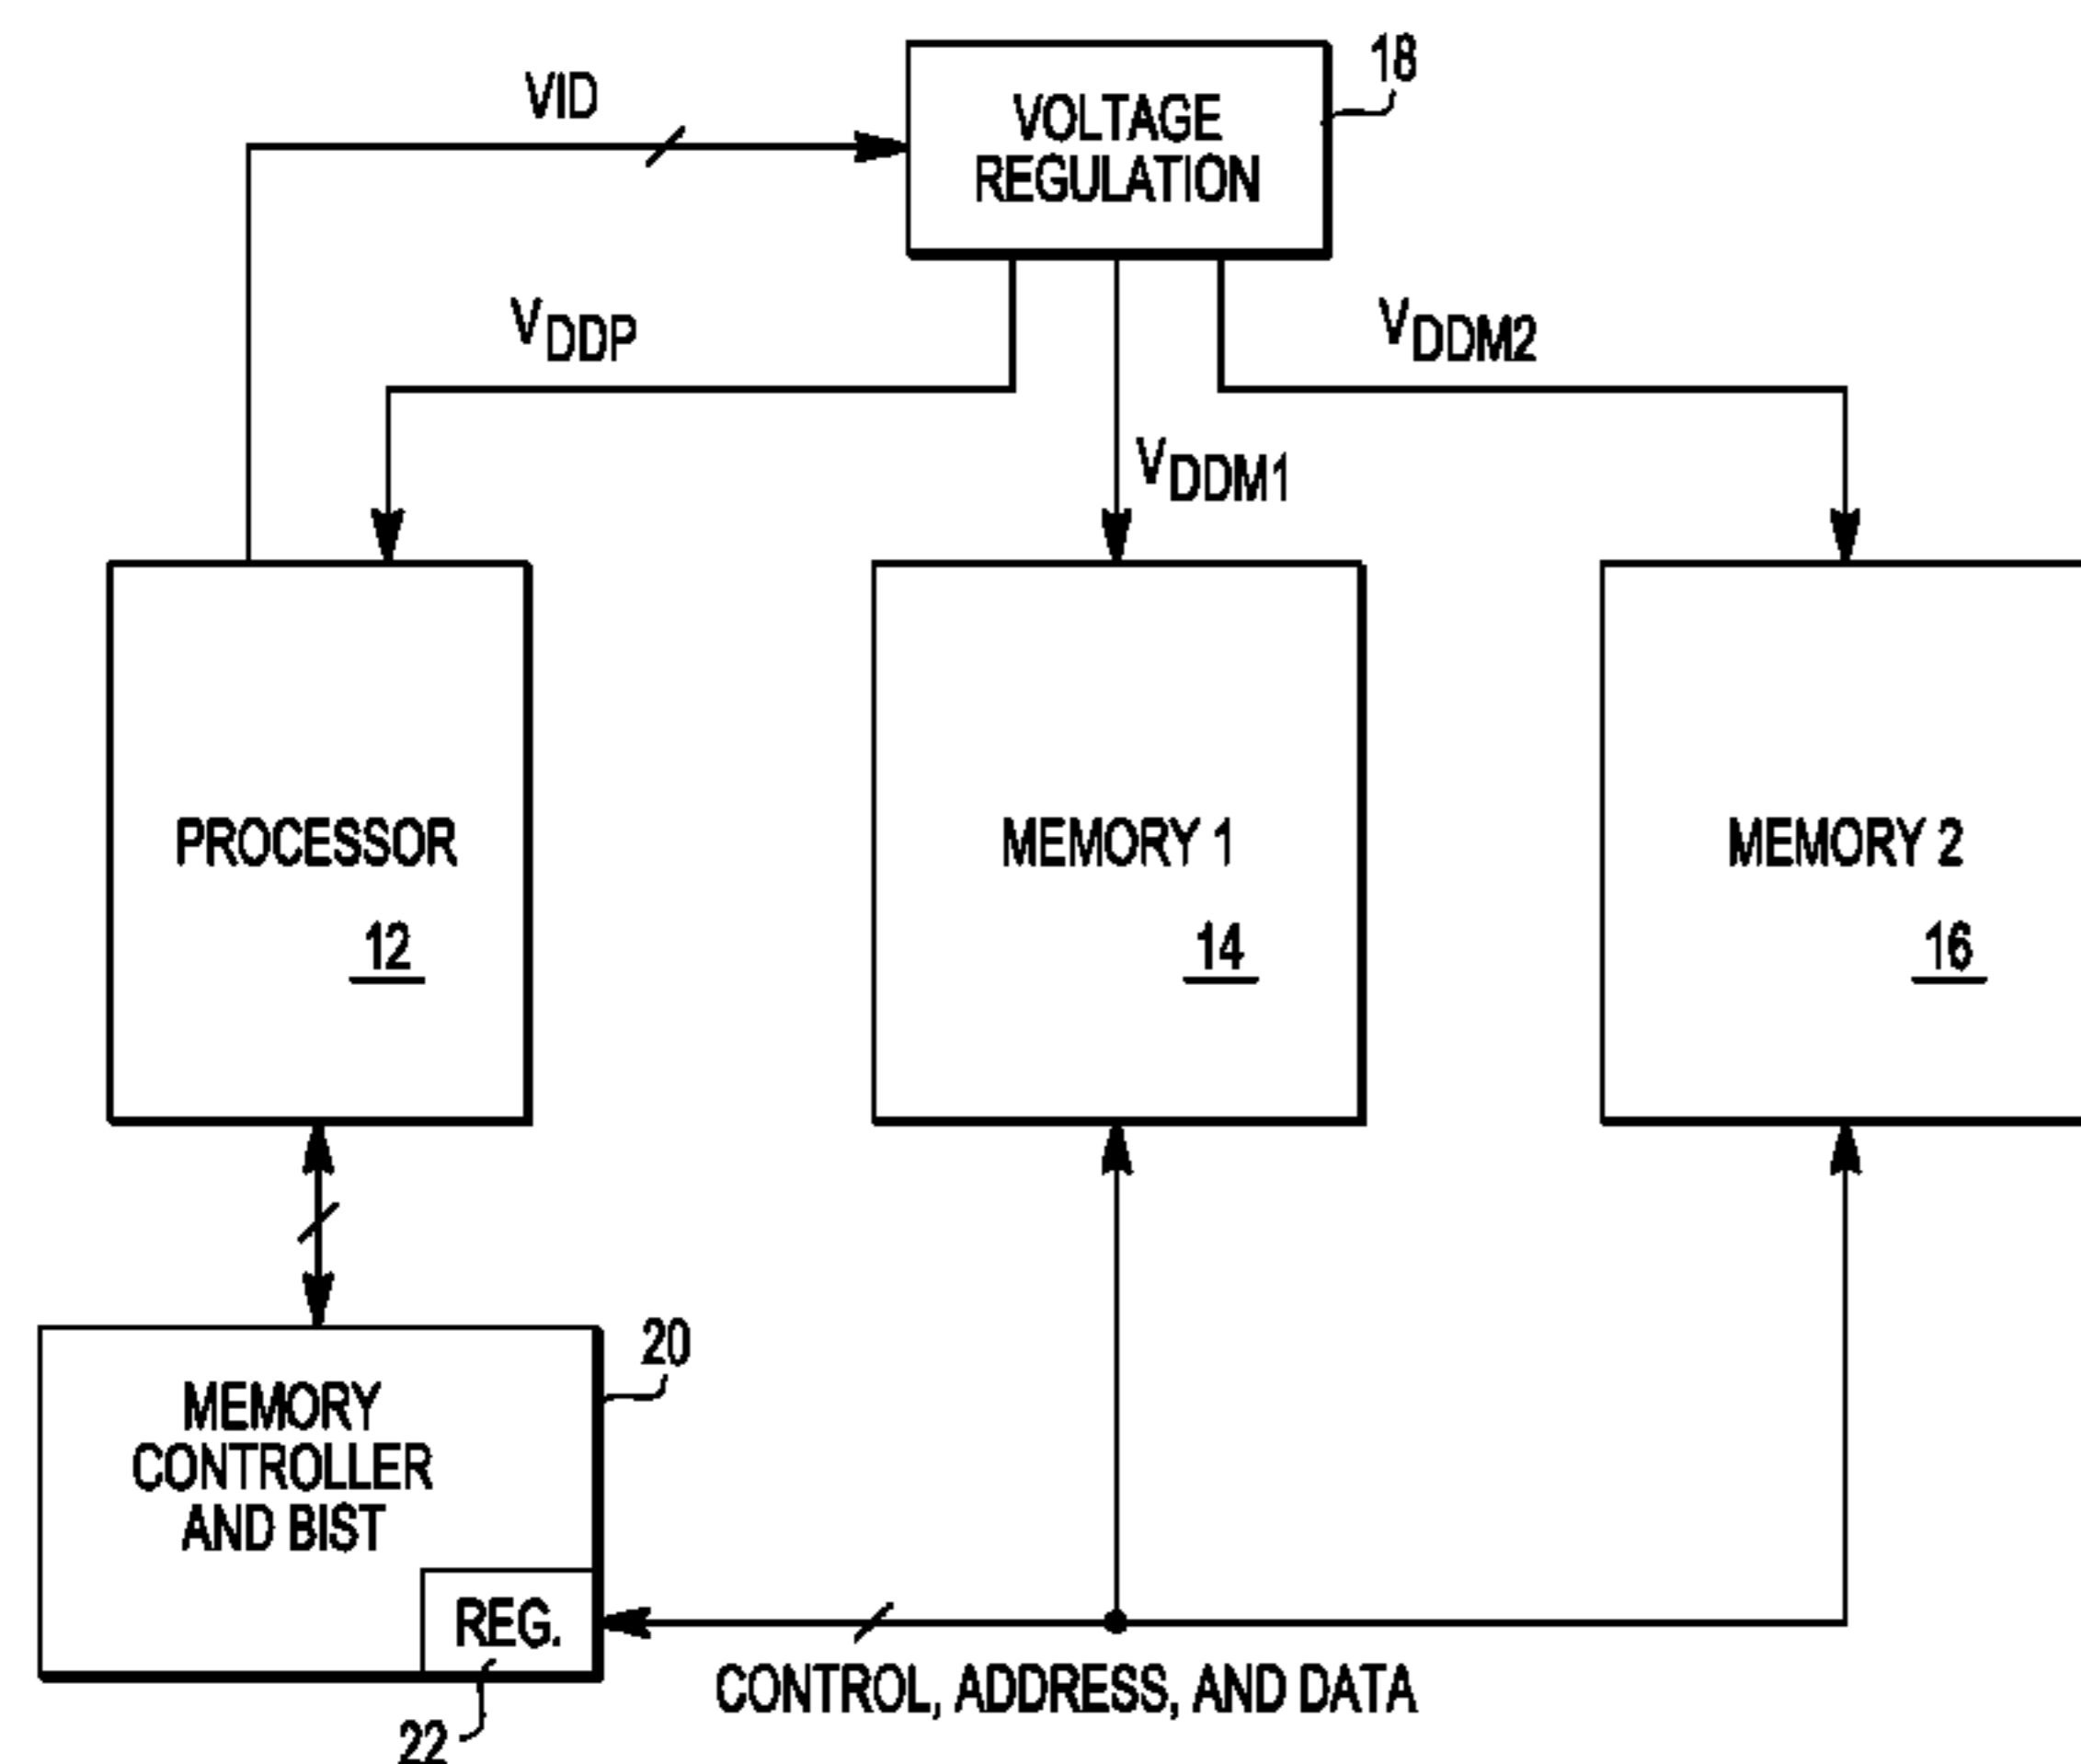 VID
VOLTAGE
REGULATION
18
VDDP
VDDM1
VDDM2
PROCESSOR
12
MEMORY 1
14
MEMORY 2
16
MEMORY
CONTROLLER
AND BIST
20
REG.
22
CONTROL, ADDRESS, AND DATA